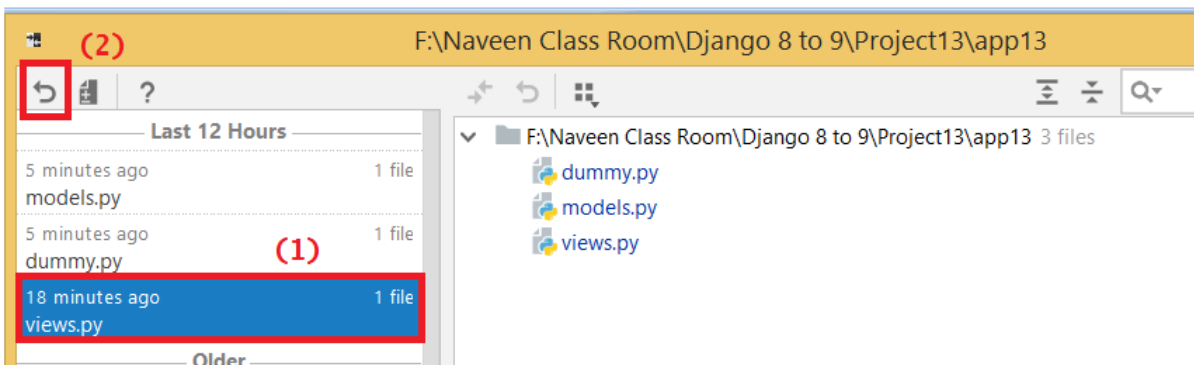 (2)
F:\Naveen Class Room\Django 8 to 9\Project13\app13
?
Last 12 Hours
5 minutes ago 1 file
models.py
5 minutes ago 1 file
dummy.py
(1)
18 minutes ago 1 file
views.py
Older
F:\Naveen Class Room\Django 8 to 9\Project13\app13 3 files
dummy.py
models.py
views.py